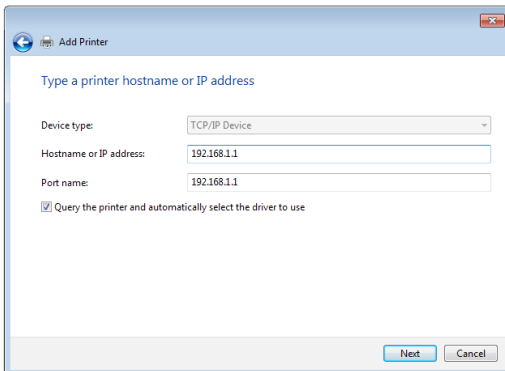 Add Printer
Type a printer hostname or IP address
Device type: TCP/IP Device
Hostname or IP address: 192.168.1.1
Port name: 192.168.1.1
Query the printer and automatically select the driver to use
Next Cancel